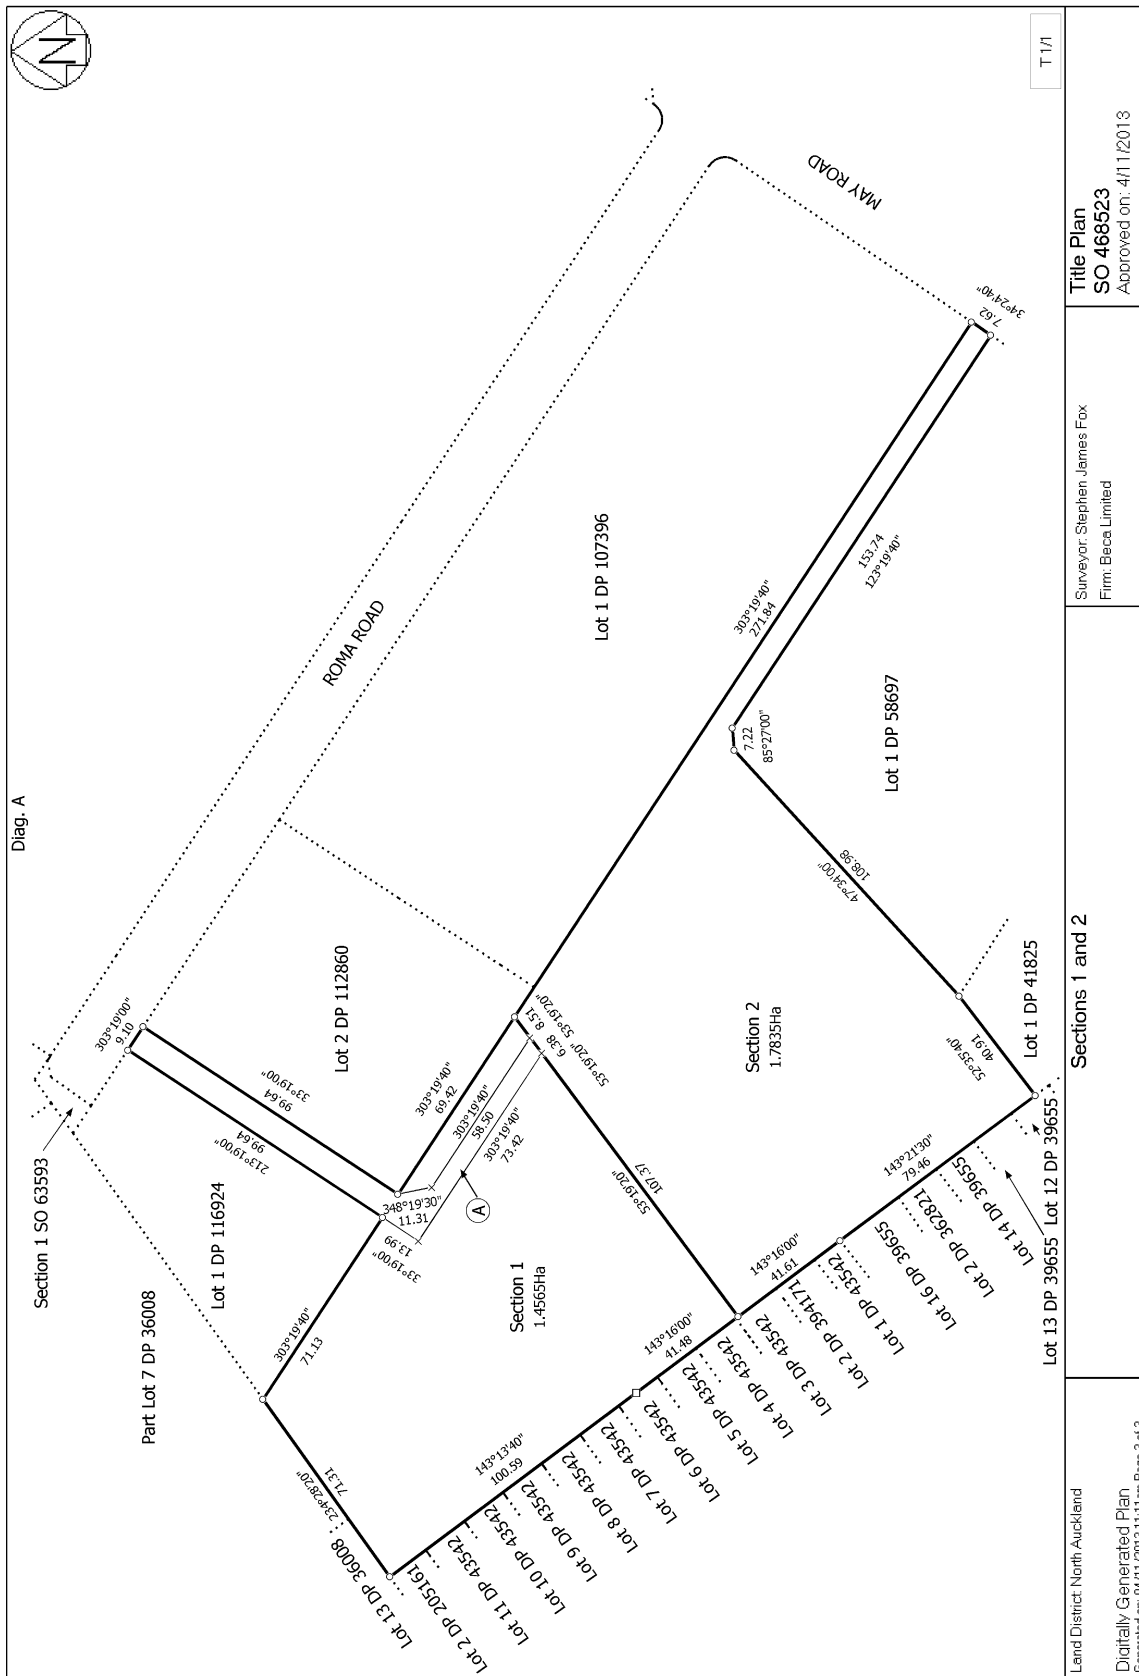 Diag. A
N
T 1/1
ROMA ROAD
MAY ROAD
Section 1 SO 63593
Part Lot 7 DP 36008
Lot 1 DP 116924
Lot 2 DP 112860
Lot 1 DP 107396
303°19'00"
9.10
213°19'00"
99.64
99.64
33°19'00"
303°19'40"
71.13
234°28'20"
71.31
303°19'40"
69.42
348°19'30"
11.31
33°19'00"
13.99
303°19'40"
58.50
303°19'40"
73.42
A
8.51
53°19'20"
6.38
53°19'20"
53°19'20"
107.37
303°19'40"
271.84
153.74
123°19'40"
7.62
34°24'40"
7.22
85°27'00"
108.98
47°34'00"
40.91
52°35'40"
Section 1
1.4565Ha
Section 2
1.7835Ha
Lot 1 DP 58697
Lot 1 DP 41825
143°13'40"
100.59
143°16'00"
41.48
143°16'00"
41.61
143°21'30"
79.46
Lot 13 DP 36008
Lot 2 DP 205161
Lot 11 DP 43542
Lot 10 DP 43542
Lot 9 DP 43542
Lot 8 DP 43542
Lot 7 DP 43542
Lot 6 DP 43542
Lot 5 DP 43542
Lot 4 DP 43542
Lot 3 DP 43542
Lot 2 DP 394171
Lot 1 DP 43542
Lot 16 DP 39655
Lot 2 DP 362821
Lot 14 DP 39655
Lot 13 DP 39655
Lot 12 DP 39655
Land District: North Auckland
Digitally Generated Plan
Generated on: 04/11/2013 11:11am Page 3 of 3
Sections 1 and 2
Surveyor: Stephen James Fox
Firm: Beca Limited
Title Plan
SO 468523
Approved on: 4/11/2013